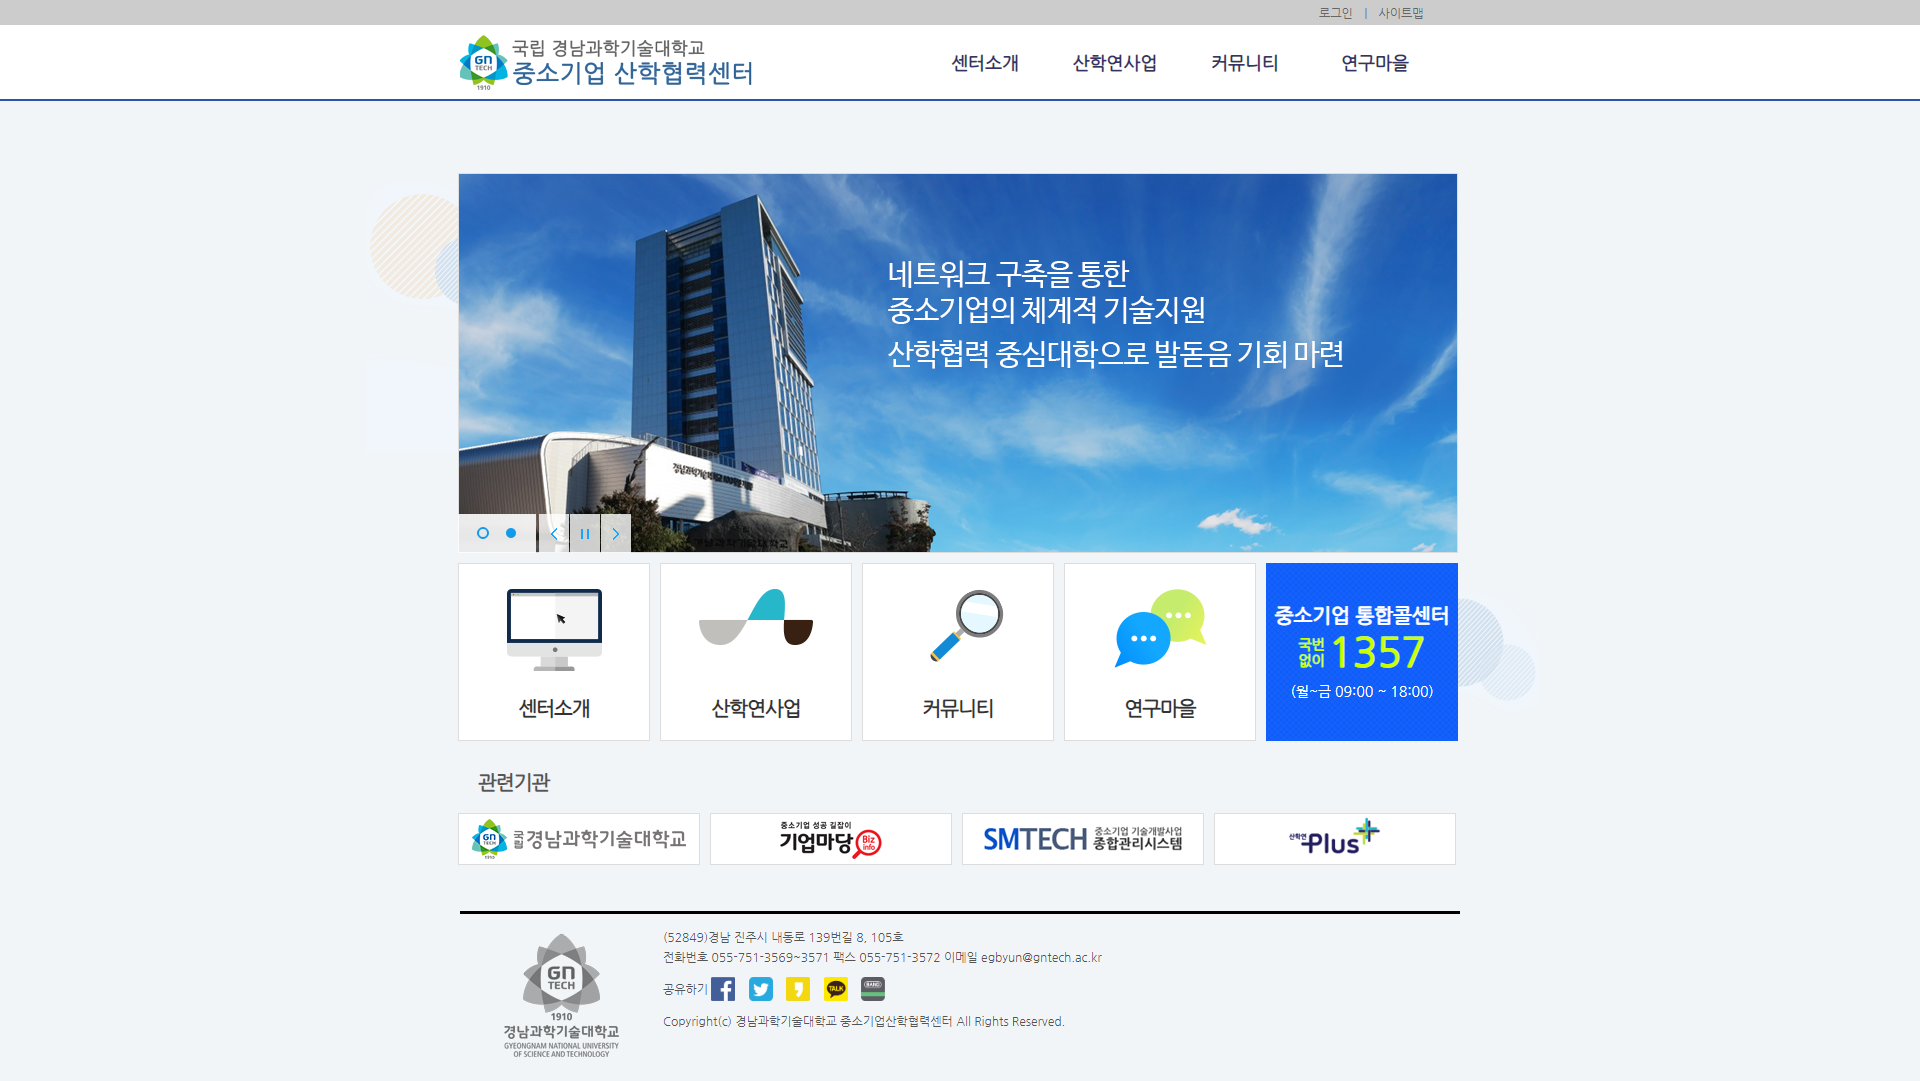 로그인 | 사이트맵
국립 경남과학기술대학교
중소기업 산학협력센터
GN
TECH
1910
센터소개 산학연사업 커뮤니티 연구마을
네트워크 구축을 통한
중소기업의 체계적 기술지원
산학협력 중심대학으로 발돋음 기회 마련
센터소개
산학연사업
커뮤니티
연구마을
중소기업 통합콜센터
국번
없이 1357
(월~금 09:00 ~ 18:00)
관련기관
GN
TECH
1910
국립 경남과학기술대학교
중소기업 성공 길잡이
기업마당 Biz info
SMTECH 중소기업 기술개발사업
종합관리시스템
산학연 Plus
GN
TECH
1910
경남과학기술대학교
GYEONGNAM NATIONAL UNIVERSITY
OF SCIENCE AND TECHNOLOGY
(52849)경남 진주시 내동로 139번길 8, 105호
전화번호 055-751-3569~3571 팩스 055-751-3572 이메일 egbyun@gntech.ac.kr
공유하기
TALK
BAND
Copyright(c) 경남과학기술대학교 중소기업산학협력센터 All Rights Reserved.